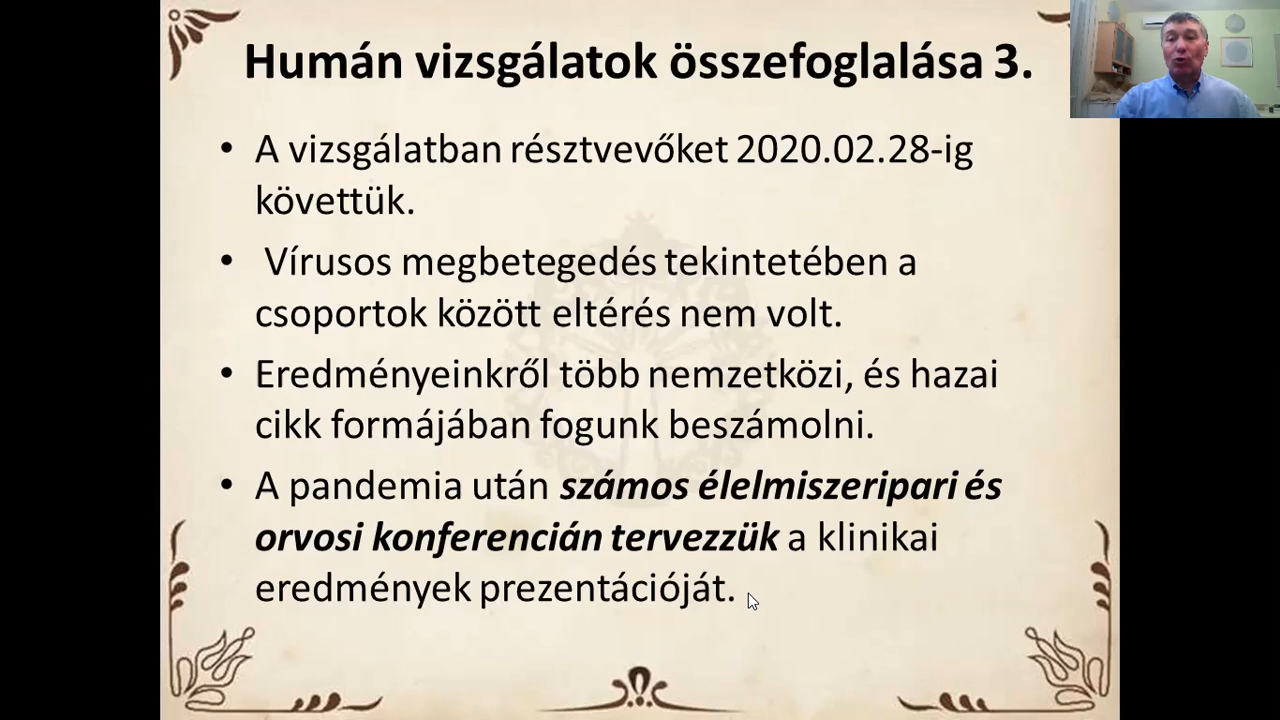 Humán vizsgálatok összefoglalása 3.
• A vizsgálatban résztvevőket 2020.02.28-ig
követtük.
• Vírusos megbetegedés tekintetében a
csoportok között eltérés nem volt.
• Eredményeinkről több nemzetközi, és hazai
cikk formájában fogunk beszámolni.
• A pandemia után számos élelmiszeripari és
orvosi konferencián tervezzük a klinikai
eredmények prezentációját.